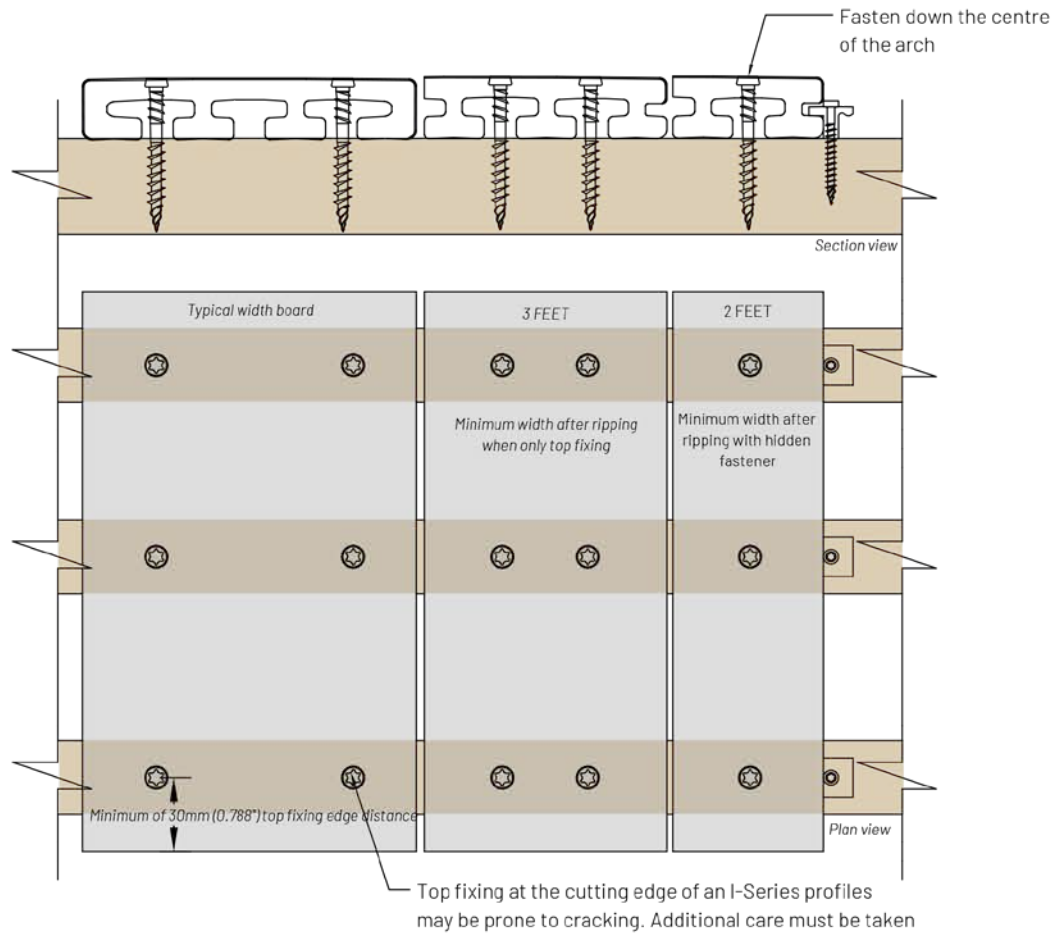 Fasten down the centre
of the arch
Section view
Typical width board
3 FEET
2 FEET
Minimum width after ripping
when only top fixing
Minimum width after
ripping with hidden
fastener
Minimum of 30mm (0.788") top fixing edge distance
Plan view
Top fixing at the cutting edge of an I-Series profiles
may be prone to cracking. Additional care must be taken